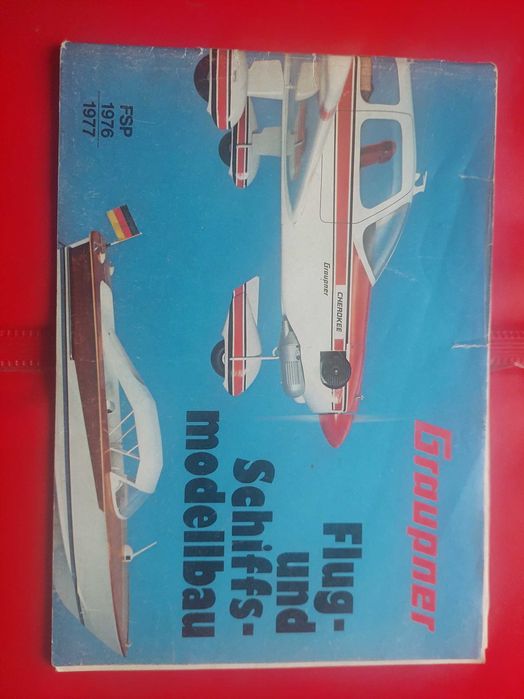 Graupner
Flug-
und
Schiffs-
modellbau
CHEROKEE
Graupner
FSP
1976
1977